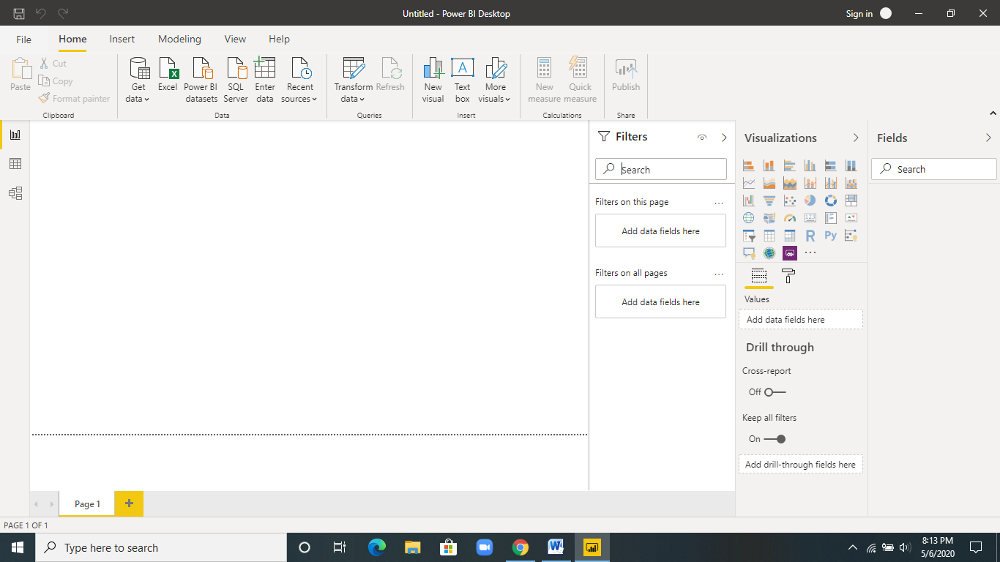 Untitled - Power BI Desktop
Sign in
File Home Insert Modeling View Help
Paste
Cut
Copy
Format painter
Clipboard
Get data
Excel
Power BI datasets
SQL Server
Enter data
Recent sources
Data
Transform data
Refresh
Queries
New visual
Text box
More visuals
Insert
New measure
Quick measure
Calculations
Publish
Share
Filters
Search
Filters on this page
Add data fields here
Filters on all pages
Add data fields here
Visualizations
123
R
Py
Values
Add data fields here
Drill through
Cross-report
Off
Keep all filters
On
Add drill-through fields here
Fields
Search
Page 1
PAGE 1 OF 1
Type here to search
8:13 PM
5/6/2020